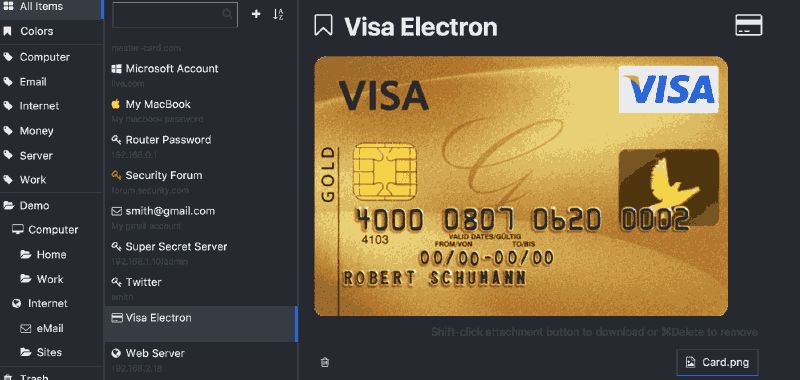 All Items
Colors
Computer
Email
Internet
Money
Server
Work
Demo
Computer
Home
Work
Internet
eMail
Sites
Trash
master-card.com
Microsoft Account
live.com
My MacBook
My macbook password
Router Password
192.168.0.1
Security Forum
forum.security.com
smith@gmail.com
My gmail account
Super Secret Server
192.168.1.10/admin
Twitter
smith
Visa Electron
Web Server
192.168.2.18
Visa Electron
VISA
VISA
GOLD
4000 0807 0620 0002
4103
VALID DATES/GÜLTIG
FROM/VON TO/BIS
00/00-00/00
ROBERT SCHUMANN
Shift-click attachment button to download or ⌘Delete to remove
Card.png